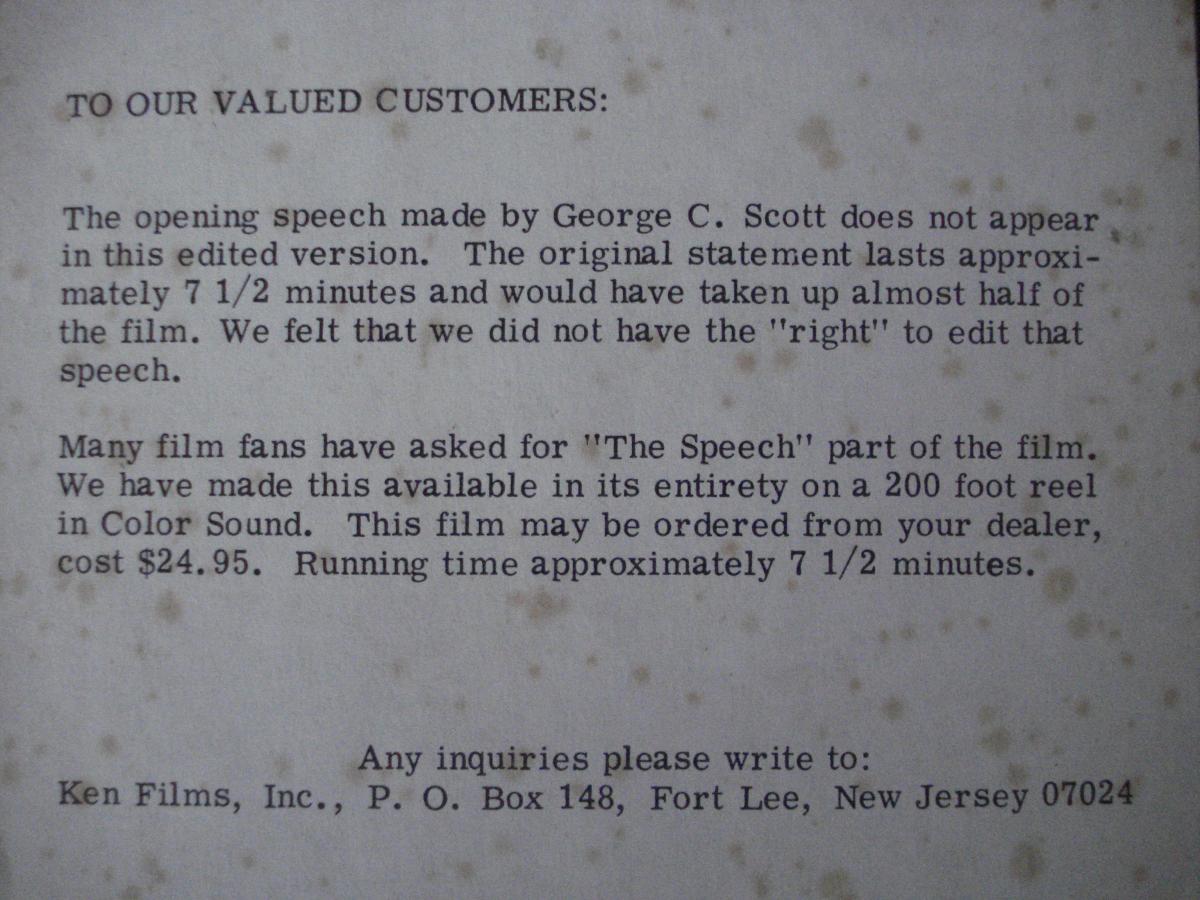 TO OUR VALUED CUSTOMERS:
The opening speech made by George C. Scott does not appear
in this edited version. The original statement lasts approxi-
mately 7 1/2 minutes and would have taken up almost half of
the film. We felt that we did not have the "right" to edit that
speech.
Many film fans have asked for "The Speech" part of the film.
We have made this available in its entirety on a 200 foot reel
in Color Sound. This film may be ordered from your dealer,
cost $24.95. Running time approximately 7 1/2 minutes.
Any inquiries please write to:
Ken Films, Inc., P. O. Box 148, Fort Lee, New Jersey 07024